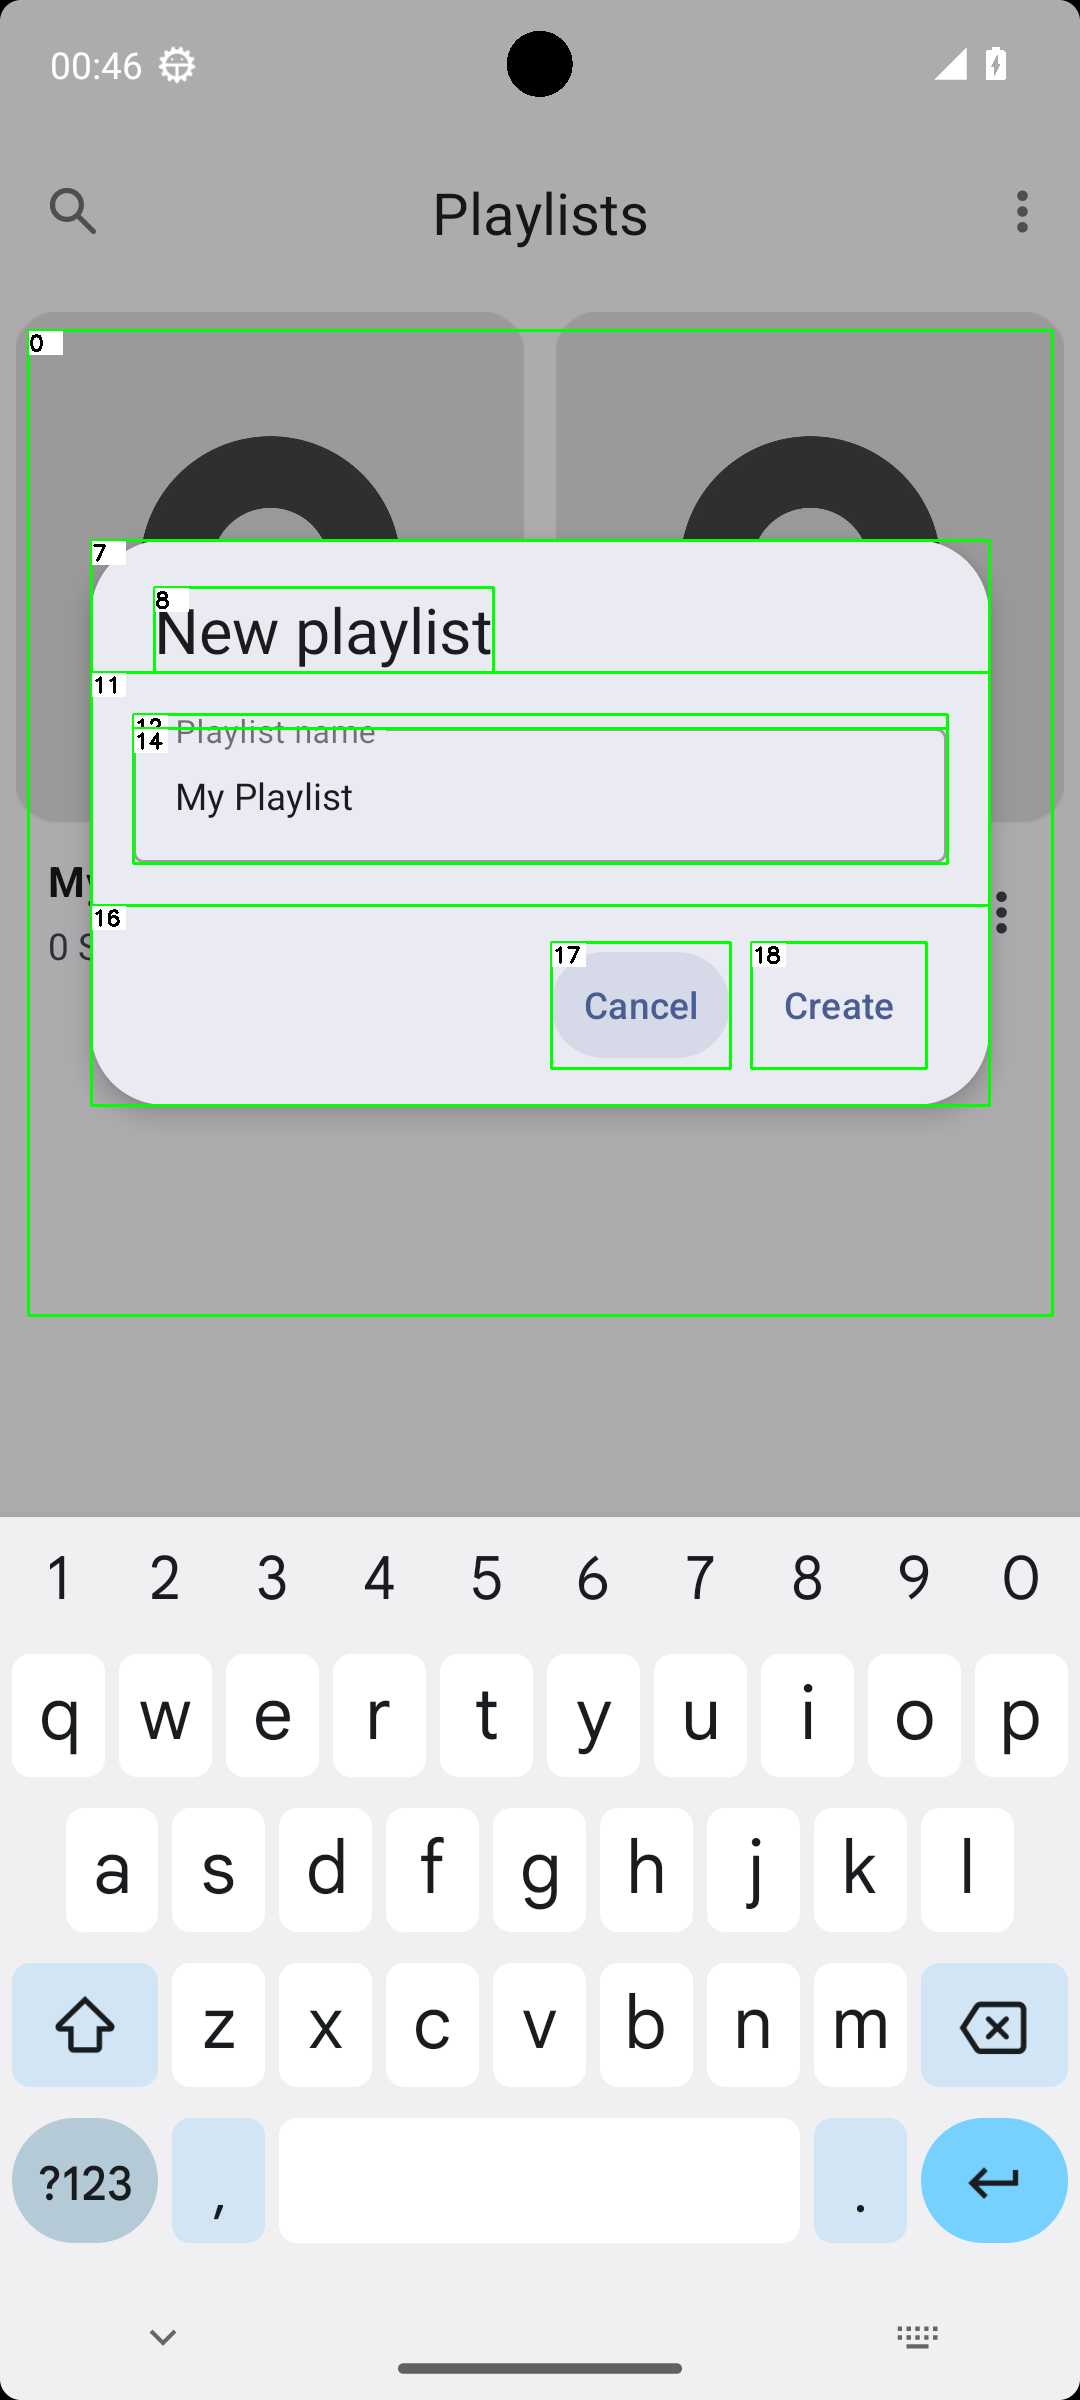 00:46
Playlists
0
7
8
New playlist
11
Playlist name
14
My Playlist
My
0 S
16
17
18
Cancel
Create
1 2 3 4 5 6 7 8 9 0
q w e r t y u i o p
a s d f g h j k l
z x c v b n m
?123 , .